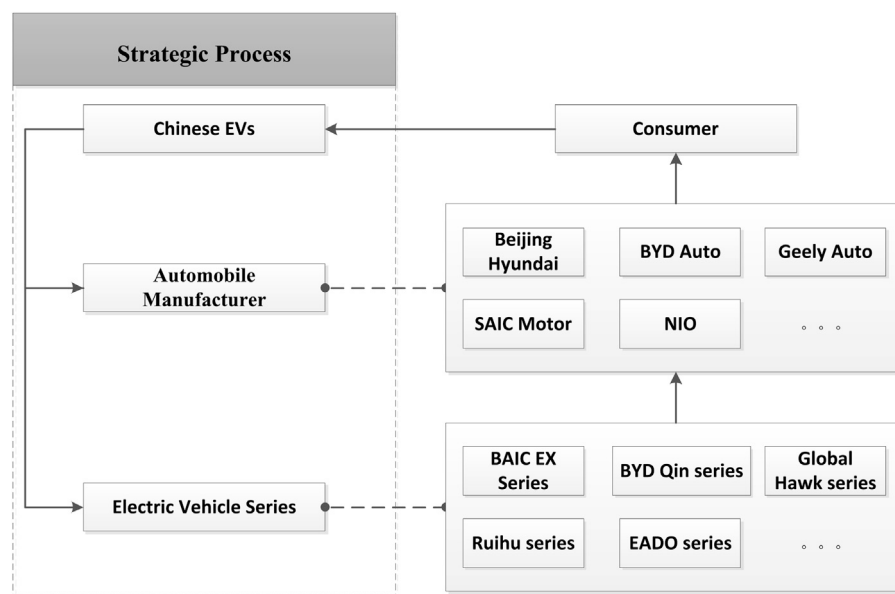 Strategic Process
Chinese EVs
Consumer
Beijing
Hyundai
BYD Auto
Geely Auto
Automobile
Manufacturer
SAIC Motor
NIO
。。。
BAIC EX
Series
BYD Qin series
Global
Hawk series
Electric Vehicle Series
Ruihu series
EADO series
。。。